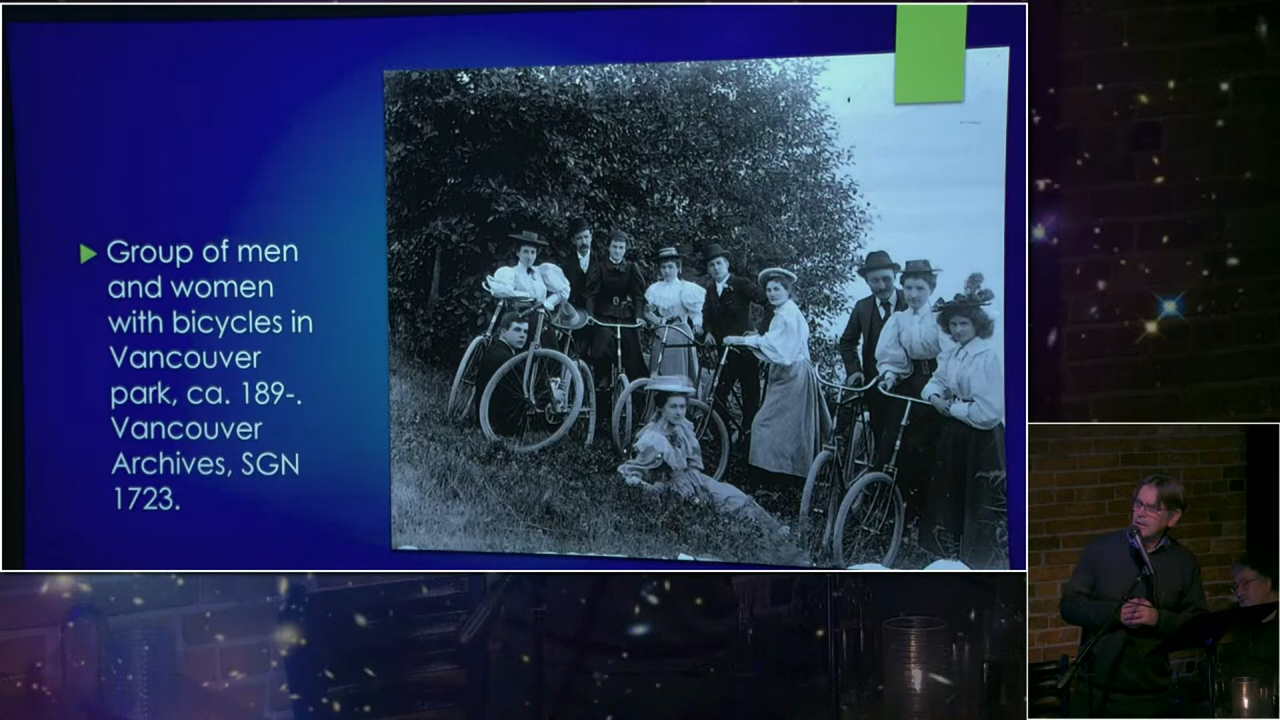 Group of men
and women
with bicycles in
Vancouver
park, ca. 189-.
Vancouver
Archives, SGN
1723.